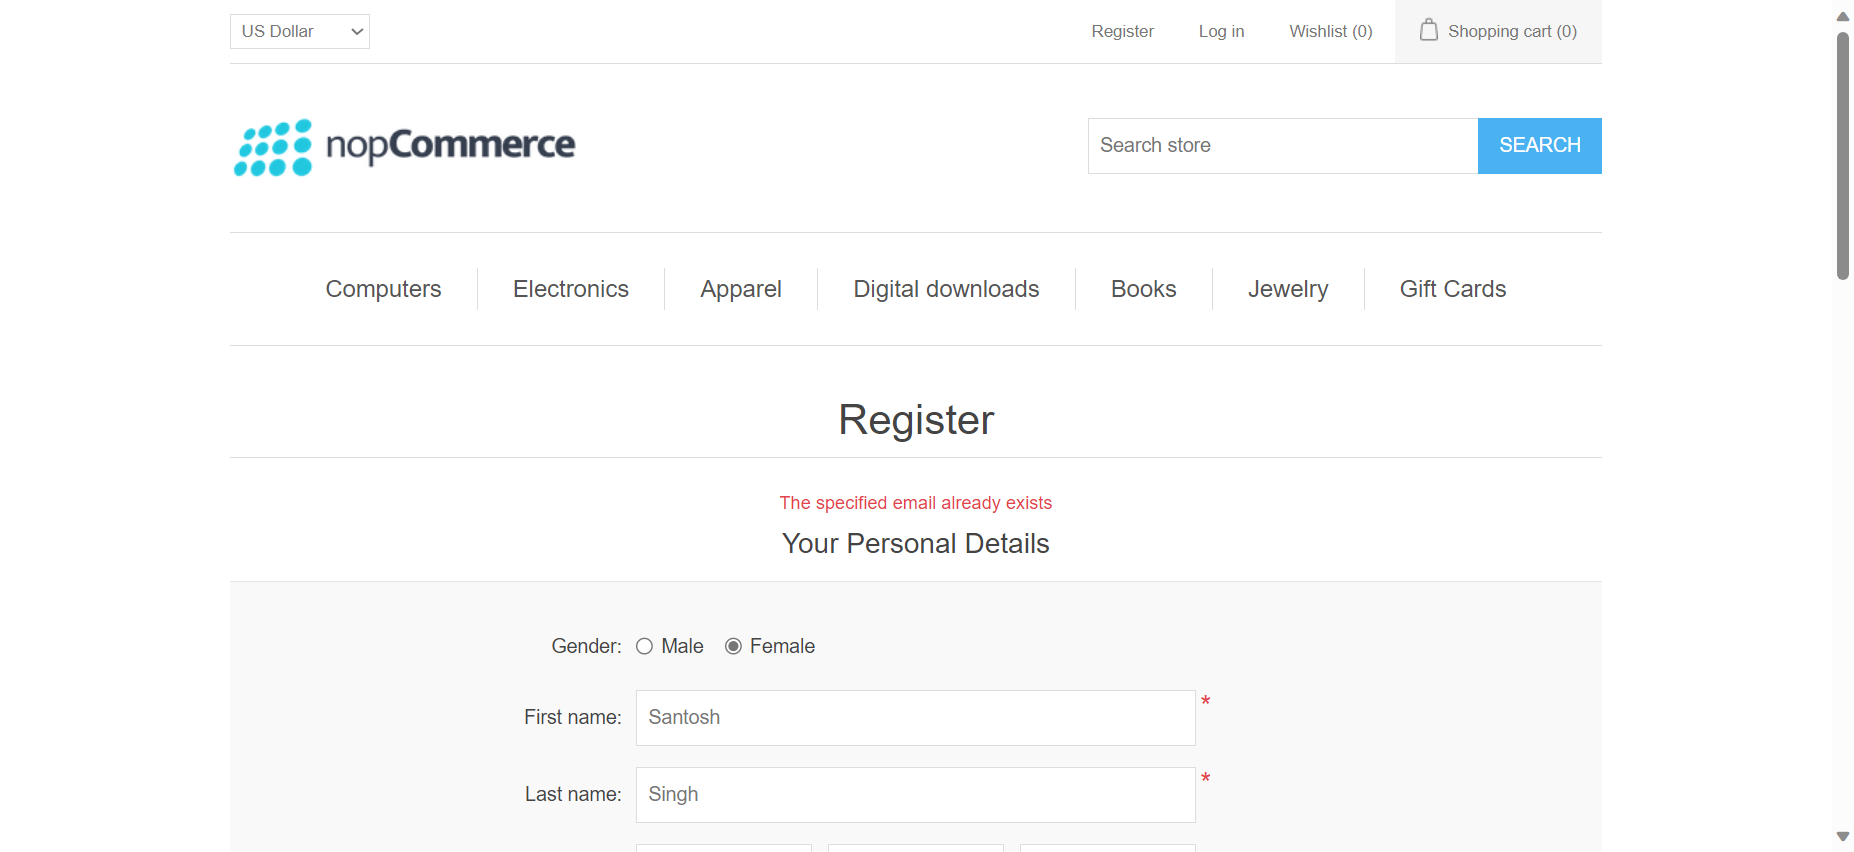 US Dollar
Register
Log in
Wishlist (0)
Shopping cart (0)
nopCommerce
Search store
SEARCH
Computers
Electronics
Apparel
Digital downloads
Books
Jewelry
Gift Cards
Register
The specified email already exists
Your Personal Details
Gender: Male Female
First name: Santosh *
Last name: Singh *